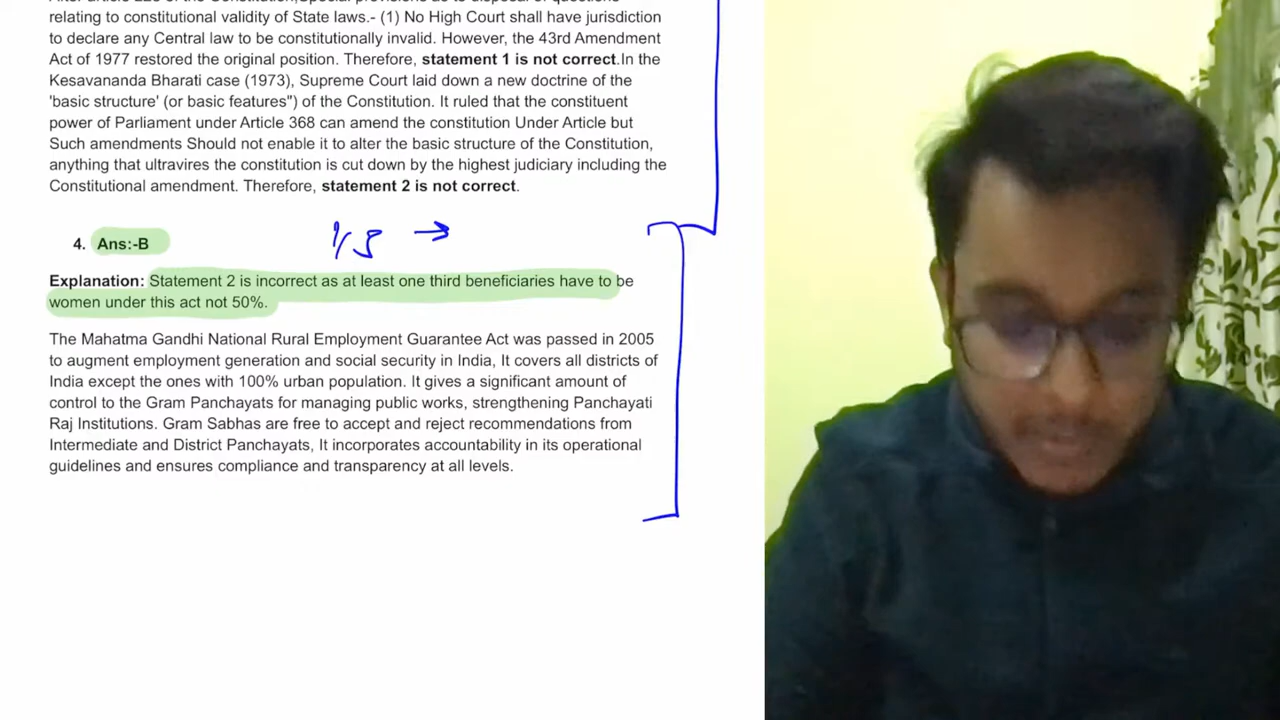 relating to constitutional validity of State laws.- (1) No High Court shall have jurisdiction
to declare any Central law to be constitutionally invalid. However, the 43rd Amendment
Act of 1977 restored the original position. Therefore, statement 1 is not correct.In the
Kesavananda Bharati case (1973), Supreme Court laid down a new doctrine of the
'basic structure' (or basic features") of the Constitution. It ruled that the constituent
power of Parliament under Article 368 can amend the constitution Under Article but
Such amendments Should not enable it to alter the basic structure of the Constitution,
anything that ultravires the constitution is cut down by the highest judiciary including the
Constitutional amendment. Therefore, statement 2 is not correct.
1/3 →
4. Ans:-B
Explanation: Statement 2 is incorrect as at least one third beneficiaries have to be
women under this act not 50%.
The Mahatma Gandhi National Rural Employment Guarantee Act was passed in 2005
to augment employment generation and social security in India, It covers all districts of
India except the ones with 100% urban population. It gives a significant amount of
control to the Gram Panchayats for managing public works, strengthening Panchayati
Raj Institutions. Gram Sabhas are free to accept and reject recommendations from
Intermediate and District Panchayats, It incorporates accountability in its operational
guidelines and ensures compliance and transparency at all levels.